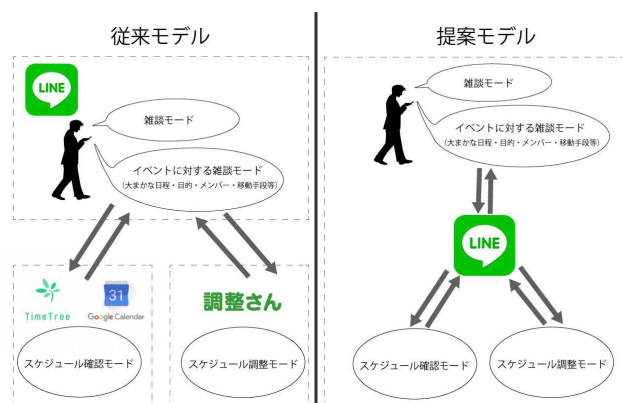 従来モデル
LINE
雑談モード
イベントに対する雑談モード
(大まかな日程・目的・メンバー・移動手段等)
TimeTree
31
Google Calendar
スケジュール確認モード
調整さん
スケジュール調整モード
提案モデル
雑談モード
イベントに対する雑談モード
(大まかな日程・目的・メンバー・移動手段等)
LINE
スケジュール確認モード
スケジュール調整モード